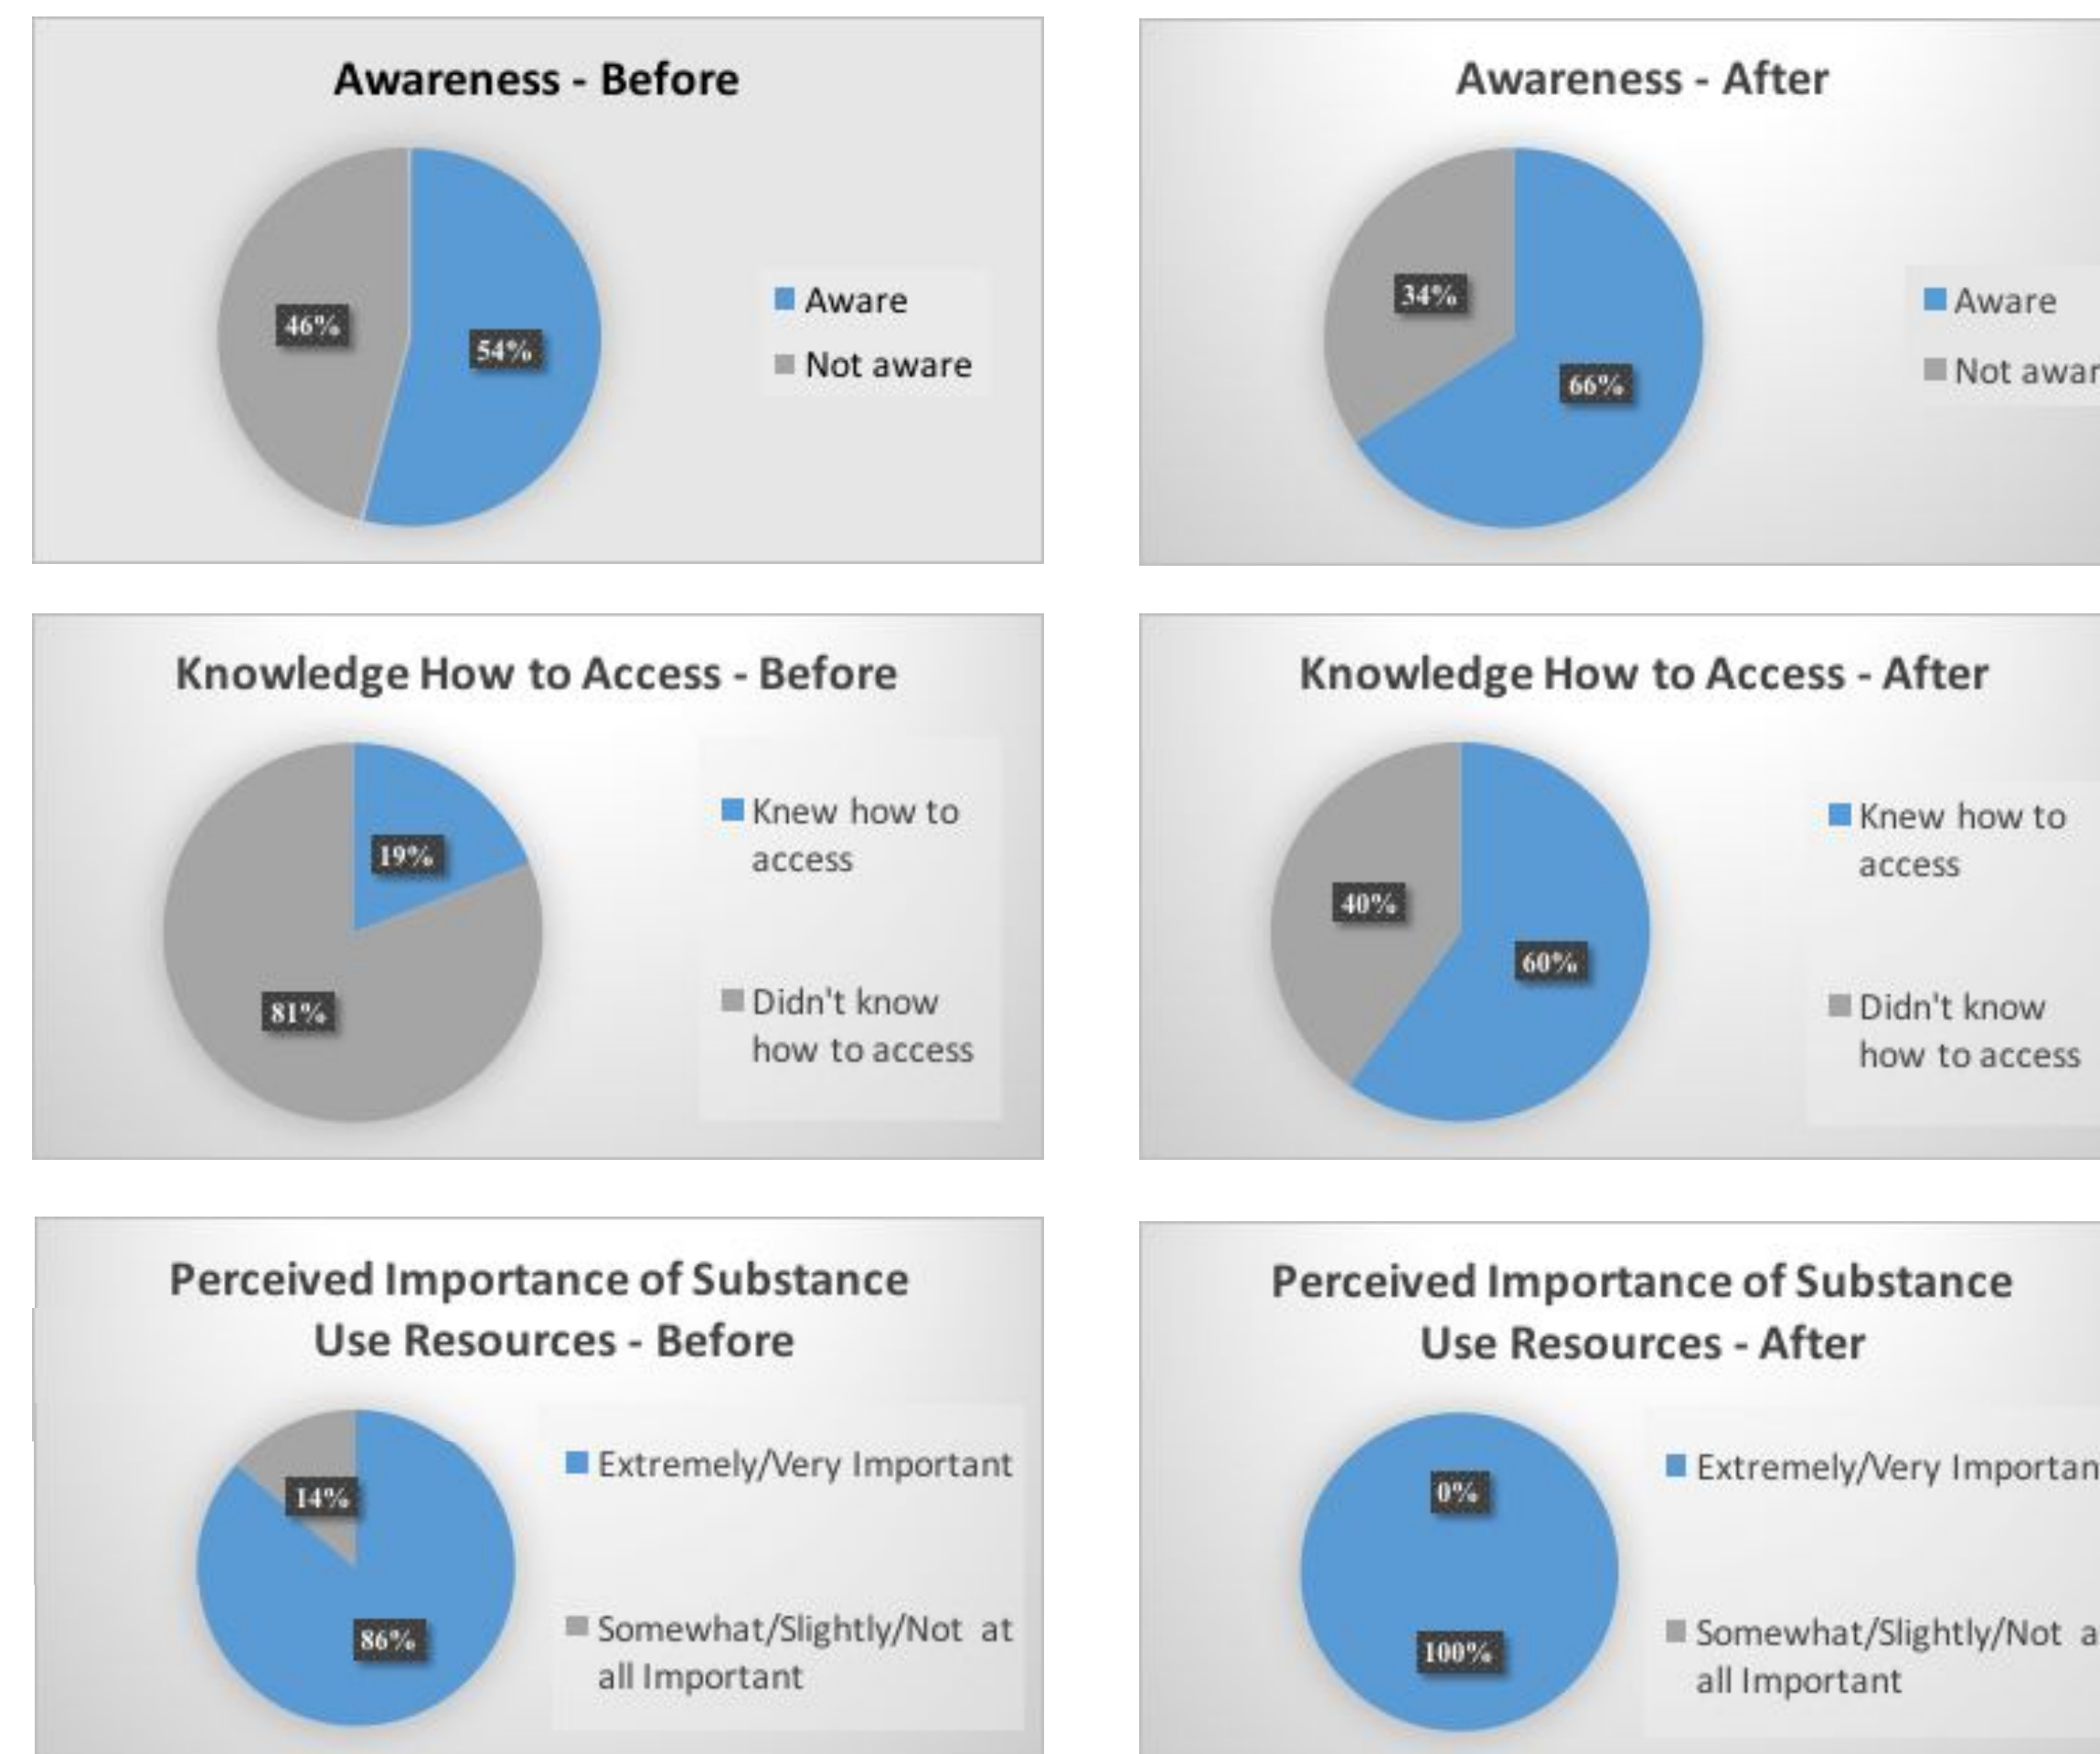 Awareness - Before
46%
54%
Aware
Not aware
Awareness - After
34%
66%
Aware
Not awar
Knowledge How to Access - Before
19%
81%
Knew how to
access
Didn't know
how to access
Knowledge How to Access - After
40%
60%
Knew how to
access
Didn't know
how to access
Perceived Importance of Substance
Use Resources - Before
14%
86%
Extremely/Very Important
Somewhat/Slightly/Not at
all Important
Perceived Importance of Substance
Use Resources - After
0%
100%
Extremely/Very Importan
Somewhat/Slightly/Not a
all Important